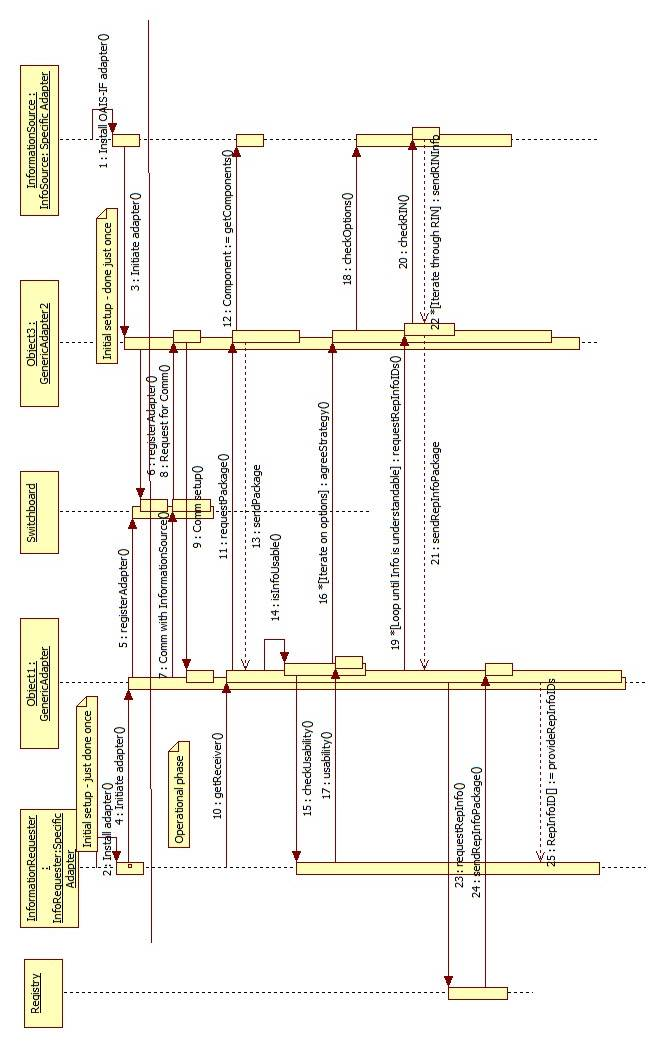 Registry
InformationRequester
:
InfoRequester:Specific
Adapter
Object1 :
GenericAdapter
Switchboard
Object3 :
GenericAdapter2
InformationSource :
InfoSource: Specific Adapter
Initial setup - just done once
Initial setup - done just once
Operational phase
1 : Install OAIS-IF adapter()
2 : Install adapter()
3 : Initiate adapter()
4 : Initiate adapter()
5 : registerAdapter()
6 : registerAdapter()
7 : Comm with InformationSource()
8 : Request for Comm()
9 : Comm setup()
10 : getReceiver()
11 : requestPackage()
12 : Component := getComponents()
13 : sendPackage
14 : isInfoUsable()
15 : checkUsability()
16 *[Iterate on options] : agreeStrategy()
17 : usability()
18 : checkOptions()
19 *[Loop until Info is understandable] : requestRepInfoIDs()
20 : checkRIN()
21 : sendRepInfoPackage
22 *[Iterate through RIN] : sendRINInfo
23 : requestRepInfo()
24 : sendRepInfoPackage()
25 : RepInfoID[] := provideRepInfoIDs